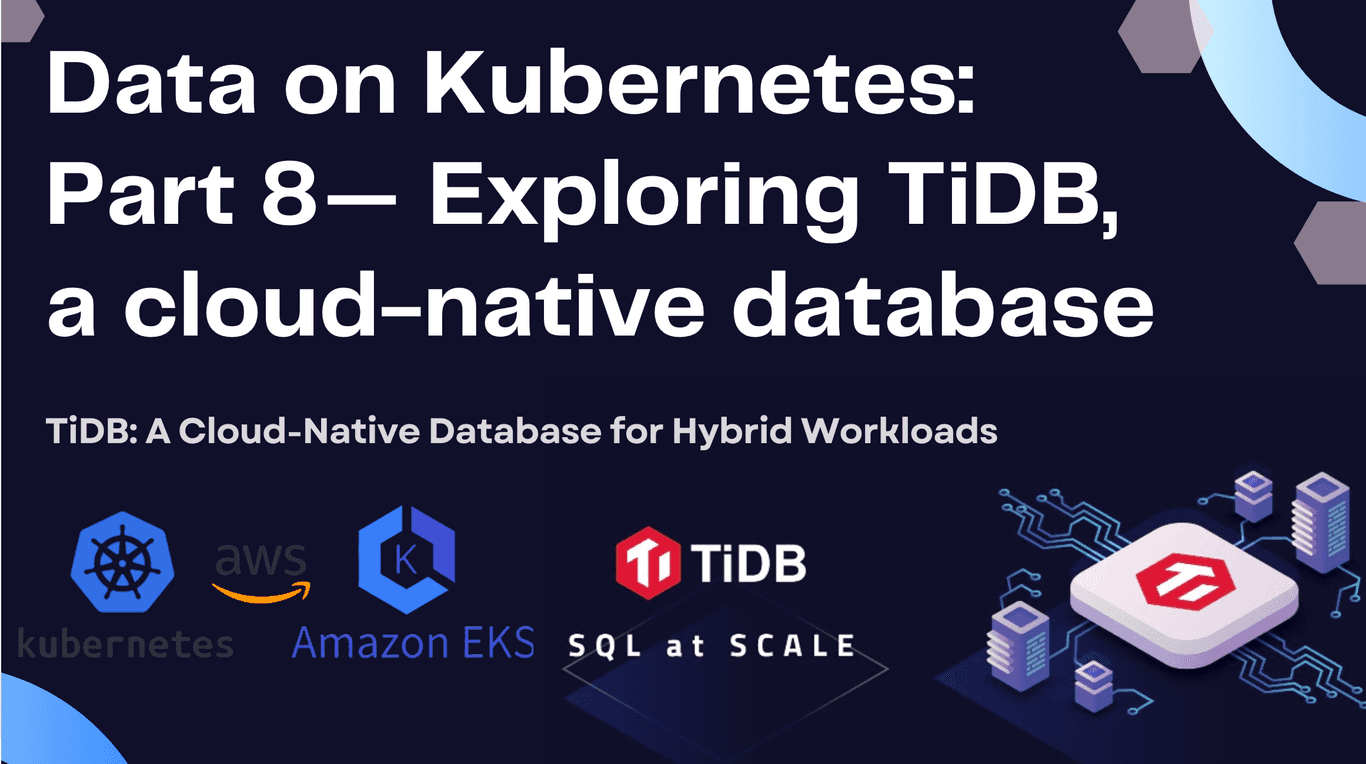 Data on Kubernetes:
Part 8— Exploring TiDB,
a cloud-native database
TiDB: A Cloud-Native Database for Hybrid Workloads
aws
K
TiDB
kubernetes
Amazon EKS
SQL at SCALE